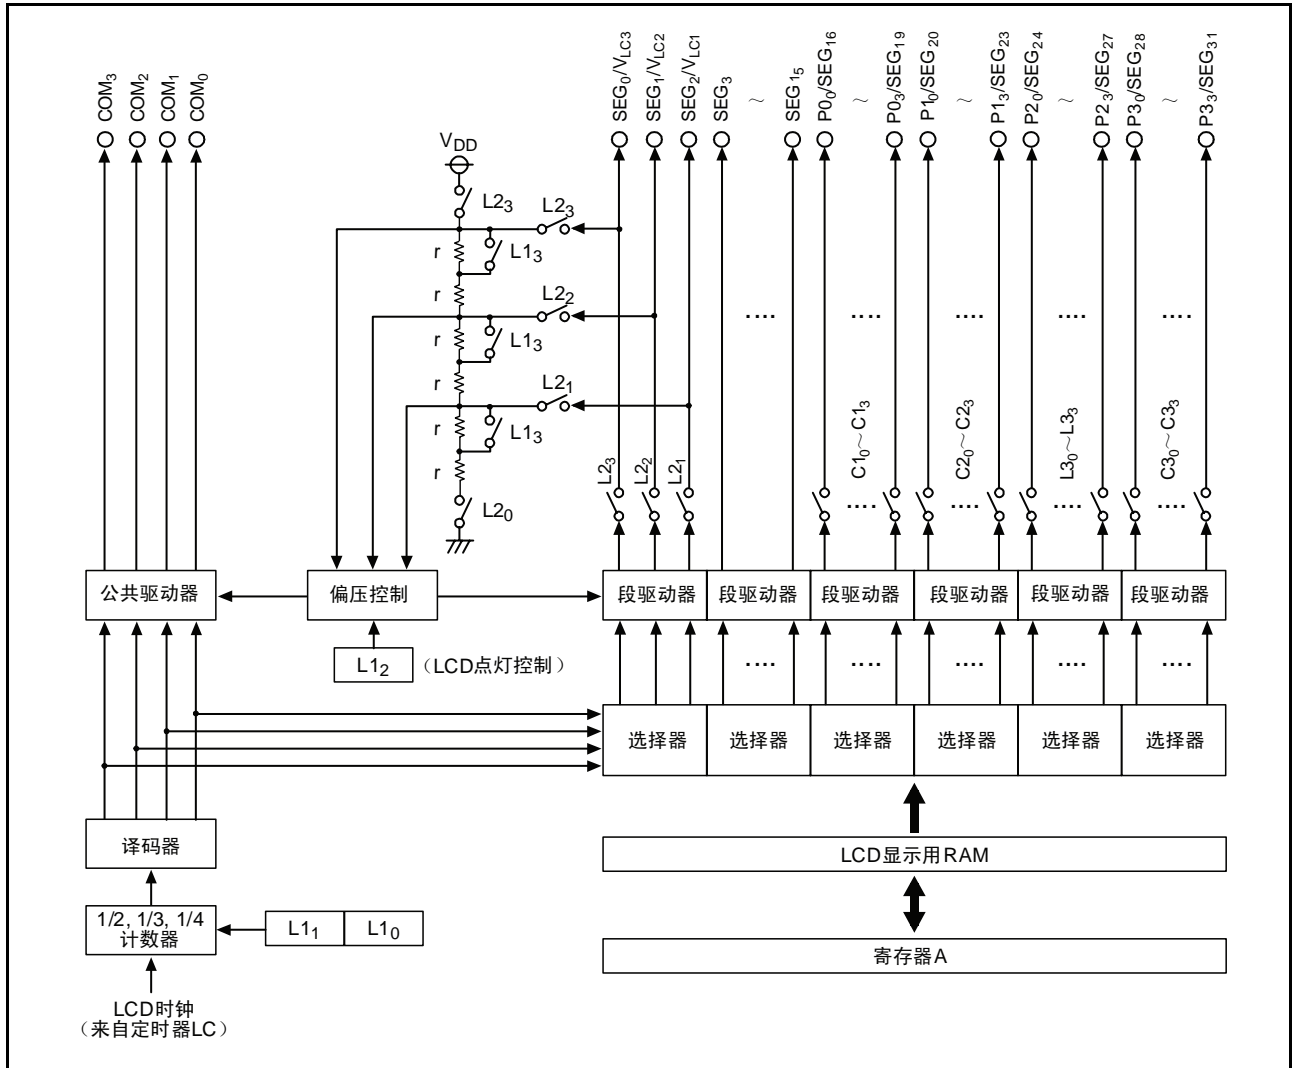 COM₃
COM₂
COM₁
COM₀
SEG₀/V_LC3
SEG₁/V_LC2
SEG₂/V_LC1
SEG₃
～
SEG₁₅
P0₀/SEG₁₆
～
P0₃/SEG₁₉
P1₀/SEG₂₀
～
P1₃/SEG₂₃
P2₀/SEG₂₄
～
P2₃/SEG₂₇
P3₀/SEG₂₈
～
P3₃/SEG₃₁
V_DD
L2₃
L2₃
r
L1₃
r
L2₂
....
....
....
....
....
r
L1₃
r
L2₁
r
L1₃
r
L2₀
L2₃
L2₂
L2₁
C1₀～C1₃
C2₀～C2₃
L3₀～L3₃
C3₀～C3₃
....
....
....
....
公共驱动器
偏压控制
段驱动器
段驱动器
段驱动器
段驱动器
段驱动器
段驱动器
L1₂
（LCD点灯控制）
....
....
....
....
....
选择器
选择器
选择器
选择器
选择器
选择器
译码器
LCD显示用RAM
1/2, 1/3, 1/4
计数器
L1₁
L1₀
寄存器A
LCD时钟
（来自定时器LC）